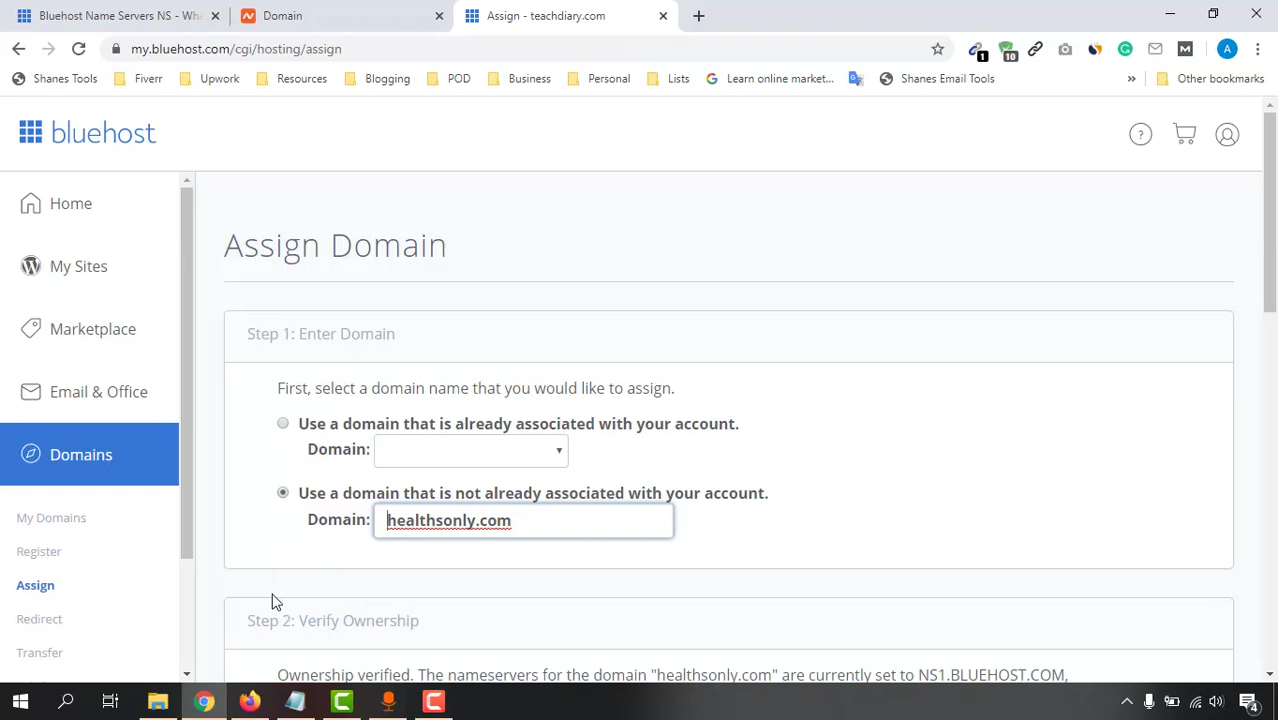 Bluehost Name Servers NS - Wha
Domain
Assign - teachdiary.com
my.bluehost.com/cgi/hosting/assign
1
10
M
A
Shanes Tools
Fiverr
Upwork
Resources
Blogging
POD
Business
Personal
Lists
Learn online market...
Shanes Email Tools
»
Other bookmarks
bluehost
?
Home
My Sites
Marketplace
Email & Office
Domains
My Domains
Register
Assign
Redirect
Transfer
Assign Domain
Step 1: Enter Domain
First, select a domain name that you would like to assign.
Use a domain that is already associated with your account.
Domain:
Use a domain that is not already associated with your account.
Domain: healthsonly.com
Step 2: Verify Ownership
Ownership verified. The nameservers for the domain "healthsonly.com" are currently set to NS1.BLUEHOST.COM,
4